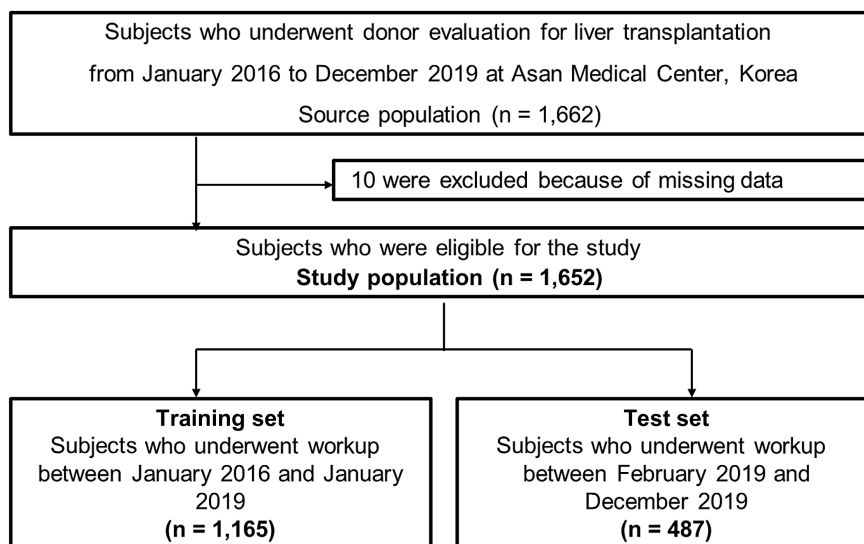 Subjects who underwent donor evaluation for liver transplantation
from January 2016 to December 2019 at Asan Medical Center, Korea
Source population (n = 1,662)
10 were excluded because of missing data
Subjects who were eligible for the study
Study population (n = 1,652)
Training set
Subjects who underwent workup
between January 2016 and January
2019
(n = 1,165)
Test set
Subjects who underwent workup
between February 2019 and
December 2019
(n = 487)